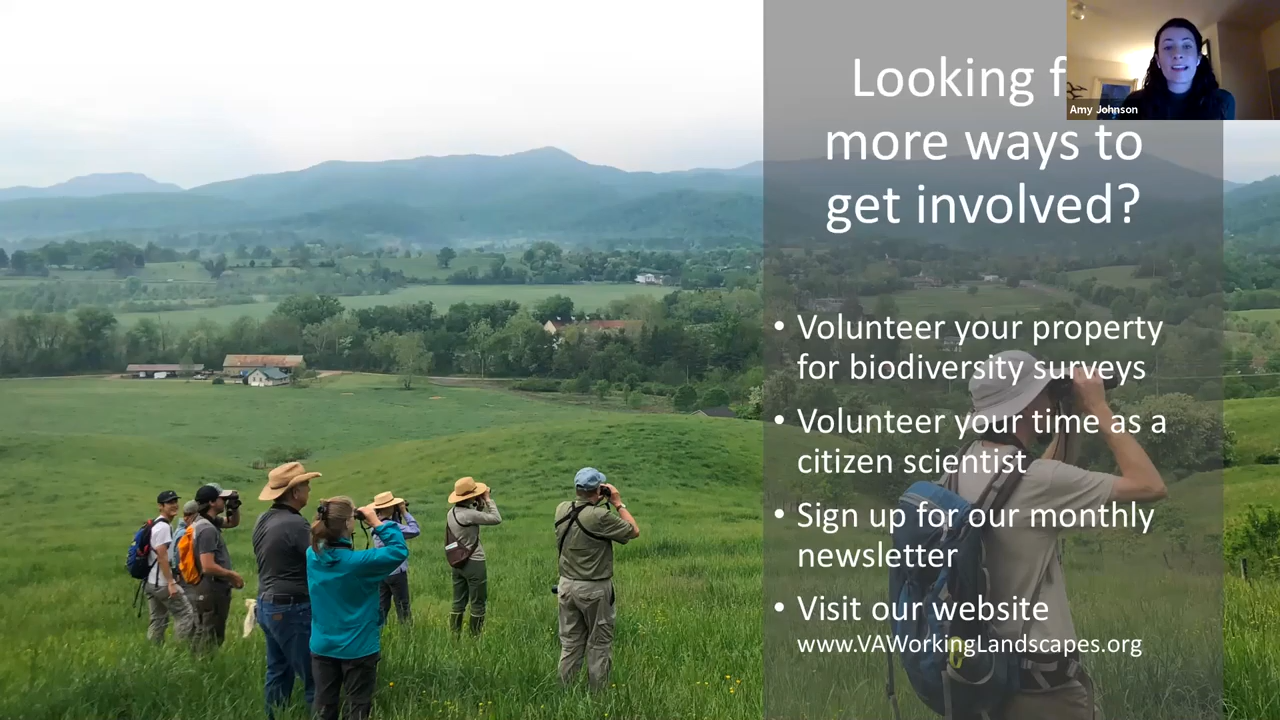 Looking
more ways to
get involved?
Amy Johnson
• Volunteer your property
for biodiversity surveys
• Volunteer your time as a
citizen scientist
• Sign up for our monthly
newsletter
• Visit our website
www.VAWorkingLandscapes.org